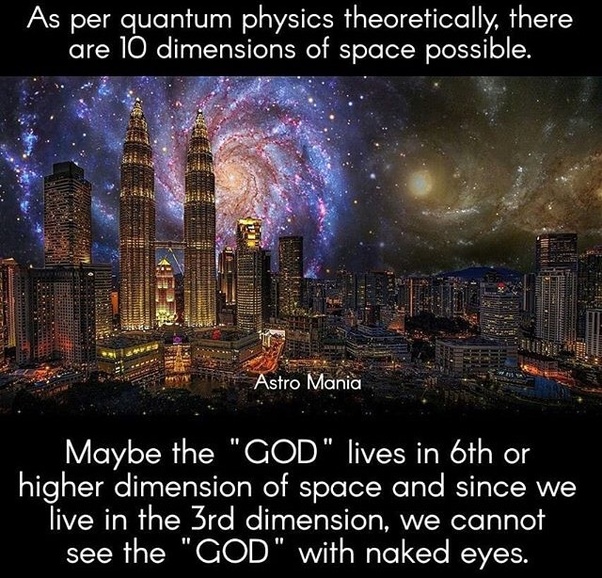 As per quantum physics theoretically, there
are 10 dimensions of space possible.
Astro Mania
Maybe the "GOD" lives in 6th or
higher dimension of space and since we
live in the 3rd dimension, we cannot
see the "GOD" with naked eyes.